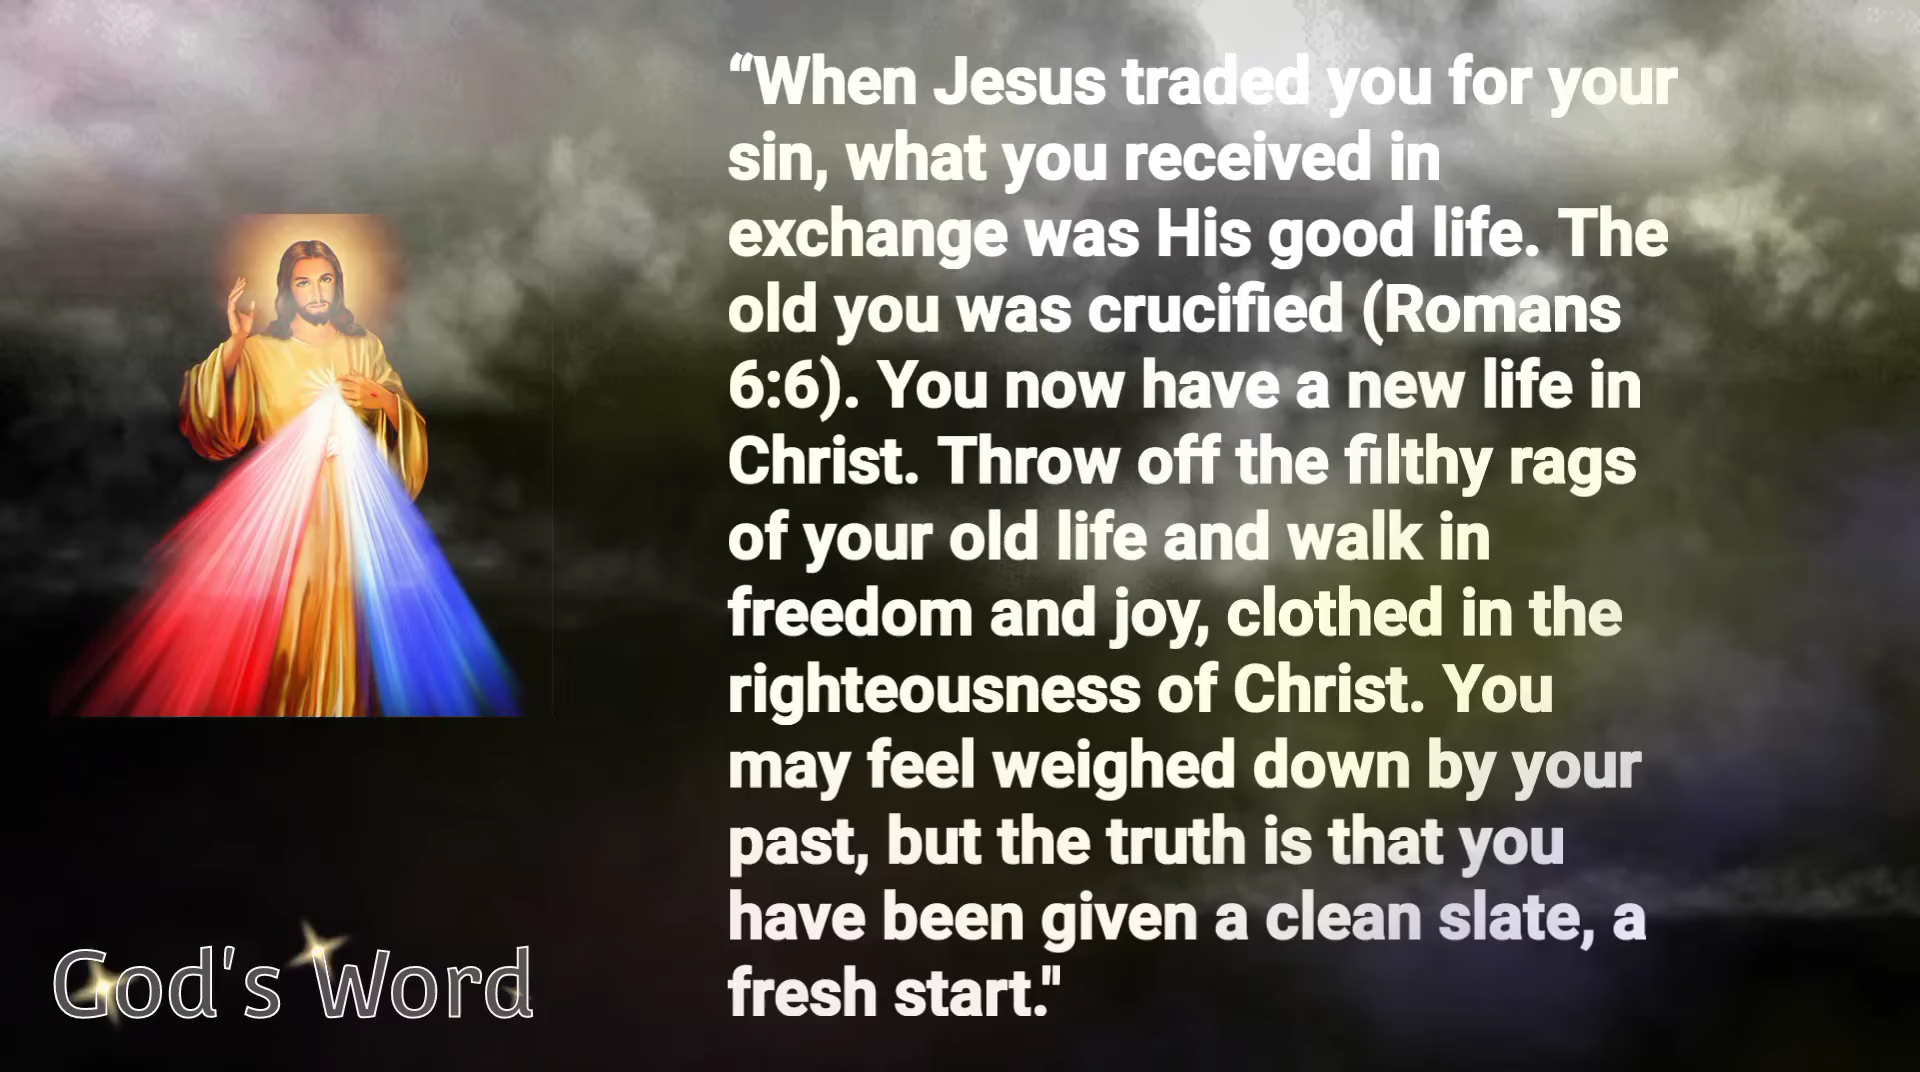 “When Jesus traded you for your
sin, what you received in
exchange was His good life. The
old you was crucified (Romans
6:6). You now have a new life in
Christ. Throw off the filthy rags
of your old life and walk in
freedom and joy, clothed in the
righteousness of Christ. You
may feel weighed down by your
past, but the truth is that you
have been given a clean slate, a
fresh start."
God's Word